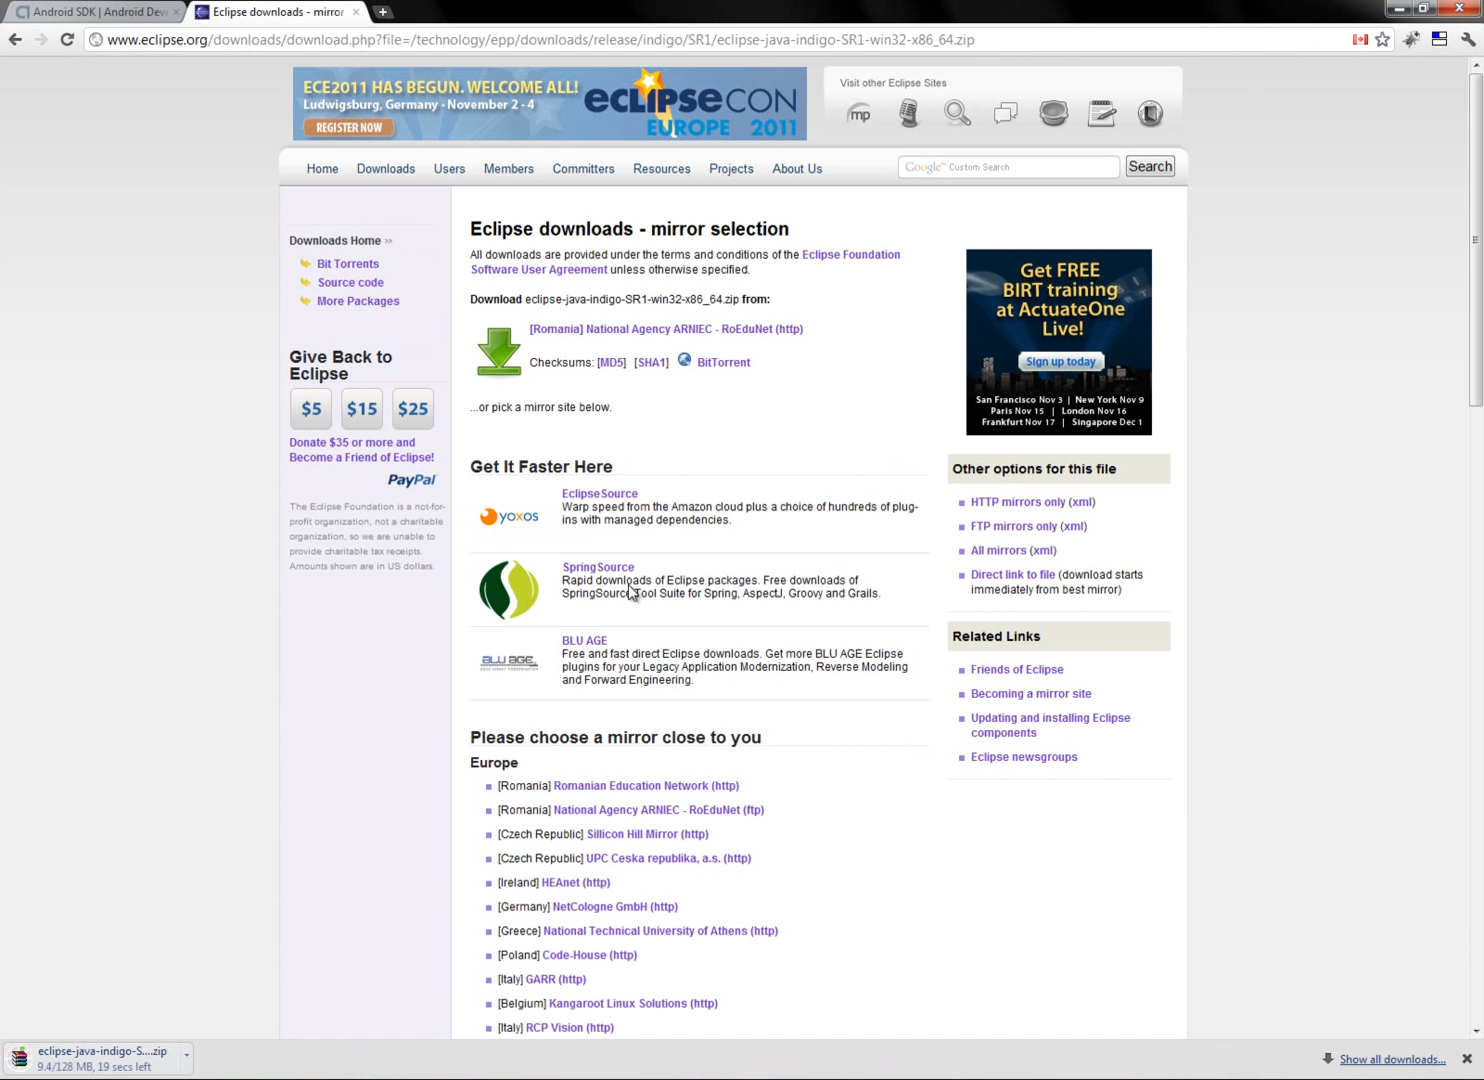 Android SDK | Android Dev
Eclipse downloads - mirror
www.eclipse.org/downloads/download.php?file=/technology/epp/downloads/release/indigo/SR1/eclipse-java-indigo-SR1-win32-x86_64.zip
ECE2011 HAS BEGUN. WELCOME ALL!
Ludwigsburg, Germany - November 2 - 4
REGISTER NOW
eclipseCON
EUROPE 2011
Visit other Eclipse Sites
mp
Home Downloads Users Members Committers Resources Projects About Us
Google™ Custom Search
Search
Downloads Home »
Bit Torrents
Source code
More Packages
Give Back to
Eclipse
$5 $15 $25
Donate $35 or more and
Become a Friend of Eclipse!
PayPal
The Eclipse Foundation is a not-for-
profit organization, not a charitable
organization, so we are unable to
provide charitable tax receipts.
Amounts shown are in US dollars.
Eclipse downloads - mirror selection
All downloads are provided under the terms and conditions of the Eclipse Foundation
Software User Agreement unless otherwise specified.
Download eclipse-java-indigo-SR1-win32-x86_64.zip from:
[Romania] National Agency ARNIEC - RoEduNet (http)
Checksums: [MD5] [SHA1] BitTorrent
...or pick a mirror site below.
Get It Faster Here
yoxos
EclipseSource
Warp speed from the Amazon cloud plus a choice of hundreds of plug-
ins with managed dependencies.
SpringSource
Rapid downloads of Eclipse packages. Free downloads of
SpringSource Tool Suite for Spring, AspectJ, Groovy and Grails.
BLU AGE
BLU AGE
Free and fast direct Eclipse downloads. Get more BLU AGE Eclipse
plugins for your Legacy Application Modernization, Reverse Modeling
and Forward Engineering.
Please choose a mirror close to you
Europe
[Romania] Romanian Education Network (http)
[Romania] National Agency ARNIEC - RoEduNet (ftp)
[Czech Republic] Sillicon Hill Mirror (http)
[Czech Republic] UPC Ceska republika, a.s. (http)
[Ireland] HEAnet (http)
[Germany] NetCologne GmbH (http)
[Greece] National Technical University of Athens (http)
[Poland] Code-House (http)
[Italy] GARR (http)
[Belgium] Kangaroot Linux Solutions (http)
[Italy] RCP Vision (http)
Get FREE
BIRT training
at ActuateOne
Live!
Sign up today
San Francisco Nov 3 | New York Nov 9
Paris Nov 15 | London Nov 16
Frankfurt Nov 17 | Singapore Dec 1
Other options for this file
HTTP mirrors only (xml)
FTP mirrors only (xml)
All mirrors (xml)
Direct link to file (download starts
immediately from best mirror)
Related Links
Friends of Eclipse
Becoming a mirror site
Updating and installing Eclipse
components
Eclipse newsgroups
eclipse-java-indigo-S....zip
9.4/128 MB, 19 secs left
Show all downloads...